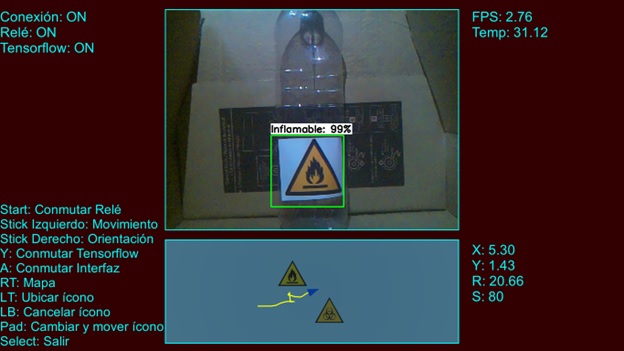 Conexión: ON
Relé: ON
Tensorflow: ON
FPS: 2.76
Temp: 31.12
Inflamable: 99%
Start: Conmutar Relé
Stick Izquierdo: Movimiento
Stick Derecho: Orientación
Y: Conmutar Tensorflow
A: Conmutar Interfaz
RT: Mapa
LT: Ubicar ícono
LB: Cancelar ícono
Pad: Cambiar y mover ícono
Select: Salir
X: 5.30
Y: 1.43
R: 20.66
S: 80